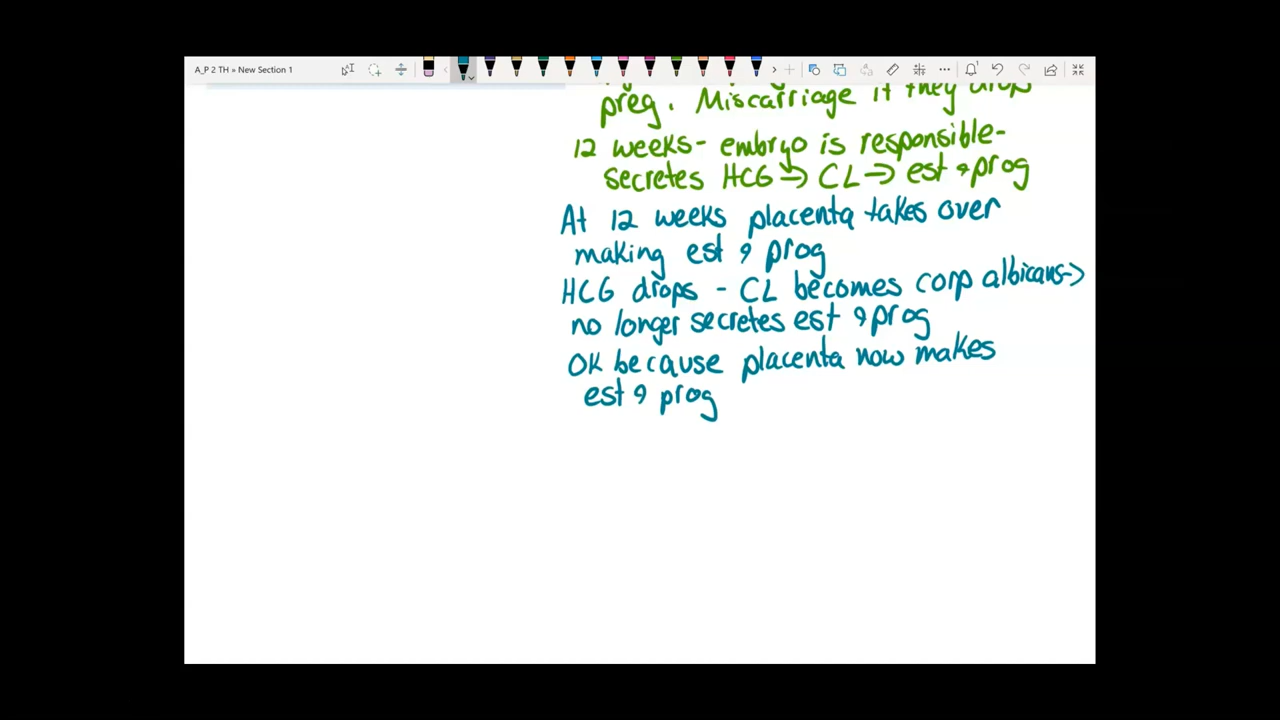 A_P 2 TH » New Section 1
preg. Miscarriage if they drop
12 weeks- embryo is responsible-
secretes HCG → CL → est & prog
At 12 weeks placenta takes over
making est & prog
HCG drops - CL becomes corp albicans->
no longer secretes est & prog
OK because placenta now makes
est & prog